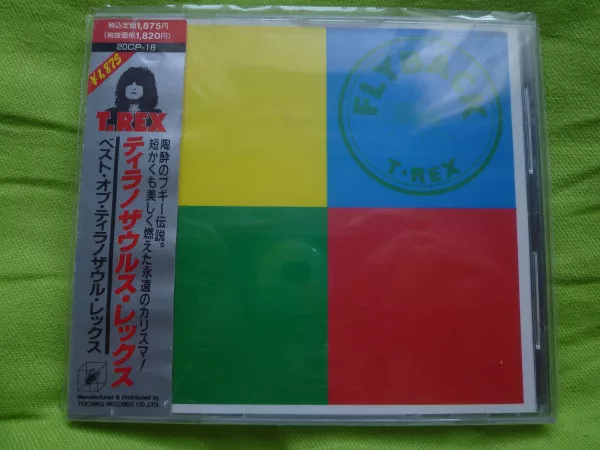 税込定価1,875円
(税抜価格1,820円)
20CP-18
¥1,875
T.REX
陶酔のブギー伝説。
短かくも美しく燃えた永遠のカリスマ!
ティラノザウルス・レックス
ベスト・オブ・ティラノザウル・レックス
Manufactured & Distributed by
TEICHIKU RECORDS CO.,LTD.
T•REX